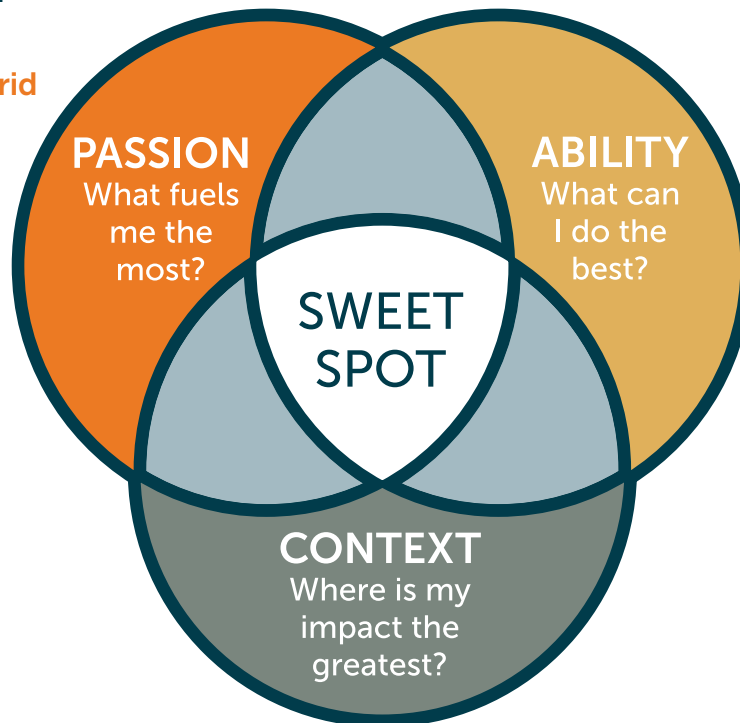 rid
PASSION
What fuels
me the
most?
ABILITY
What can
I do the
best?
SWEET
SPOT
CONTEXT
Where is my
impact the
greatest?